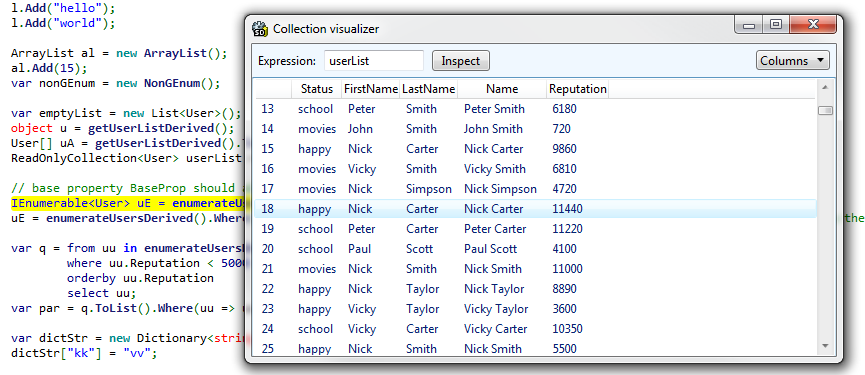 l.Add("hello");
l.Add("world");
ArrayList al = new ArrayList();
al.Add(15);
var nonGEnum = new NonGEnum();
var emptyList = new List<User>();
object u = getUserListDerived();
User[] uA = getUserListDerived().
ReadOnlyCollection<User> userList
// base property BaseProp should
IEnumerable<User> uE = enumerateUs
uE = enumerateUsersDerived().Wher
the
var q = from uu in enumerateUsers
where uu.Reputation < 500
orderby uu.Reputation
select uu;
var par = q.ToList().Where(uu =>
var dictStr = new Dictionary<strin
dictStr["kk"] = "vv";
SD
Collection visualizer
Expression: userList Inspect Columns
Status FirstName LastName Name Reputation
13 school Peter Smith Peter Smith 6180
14 movies John Smith John Smith 720
15 happy Nick Carter Nick Carter 9860
16 movies Vicky Smith Vicky Smith 6810
17 movies Nick Simpson Nick Simpson 4720
18 happy Nick Carter Nick Carter 11440
19 school Peter Carter Peter Carter 11220
20 school Paul Scott Paul Scott 4100
21 movies Nick Smith Nick Smith 11000
22 happy Nick Taylor Nick Taylor 8890
23 happy Vicky Taylor Vicky Taylor 3600
24 school Vicky Carter Vicky Carter 10350
25 happy Nick Smith Nick Smith 5500